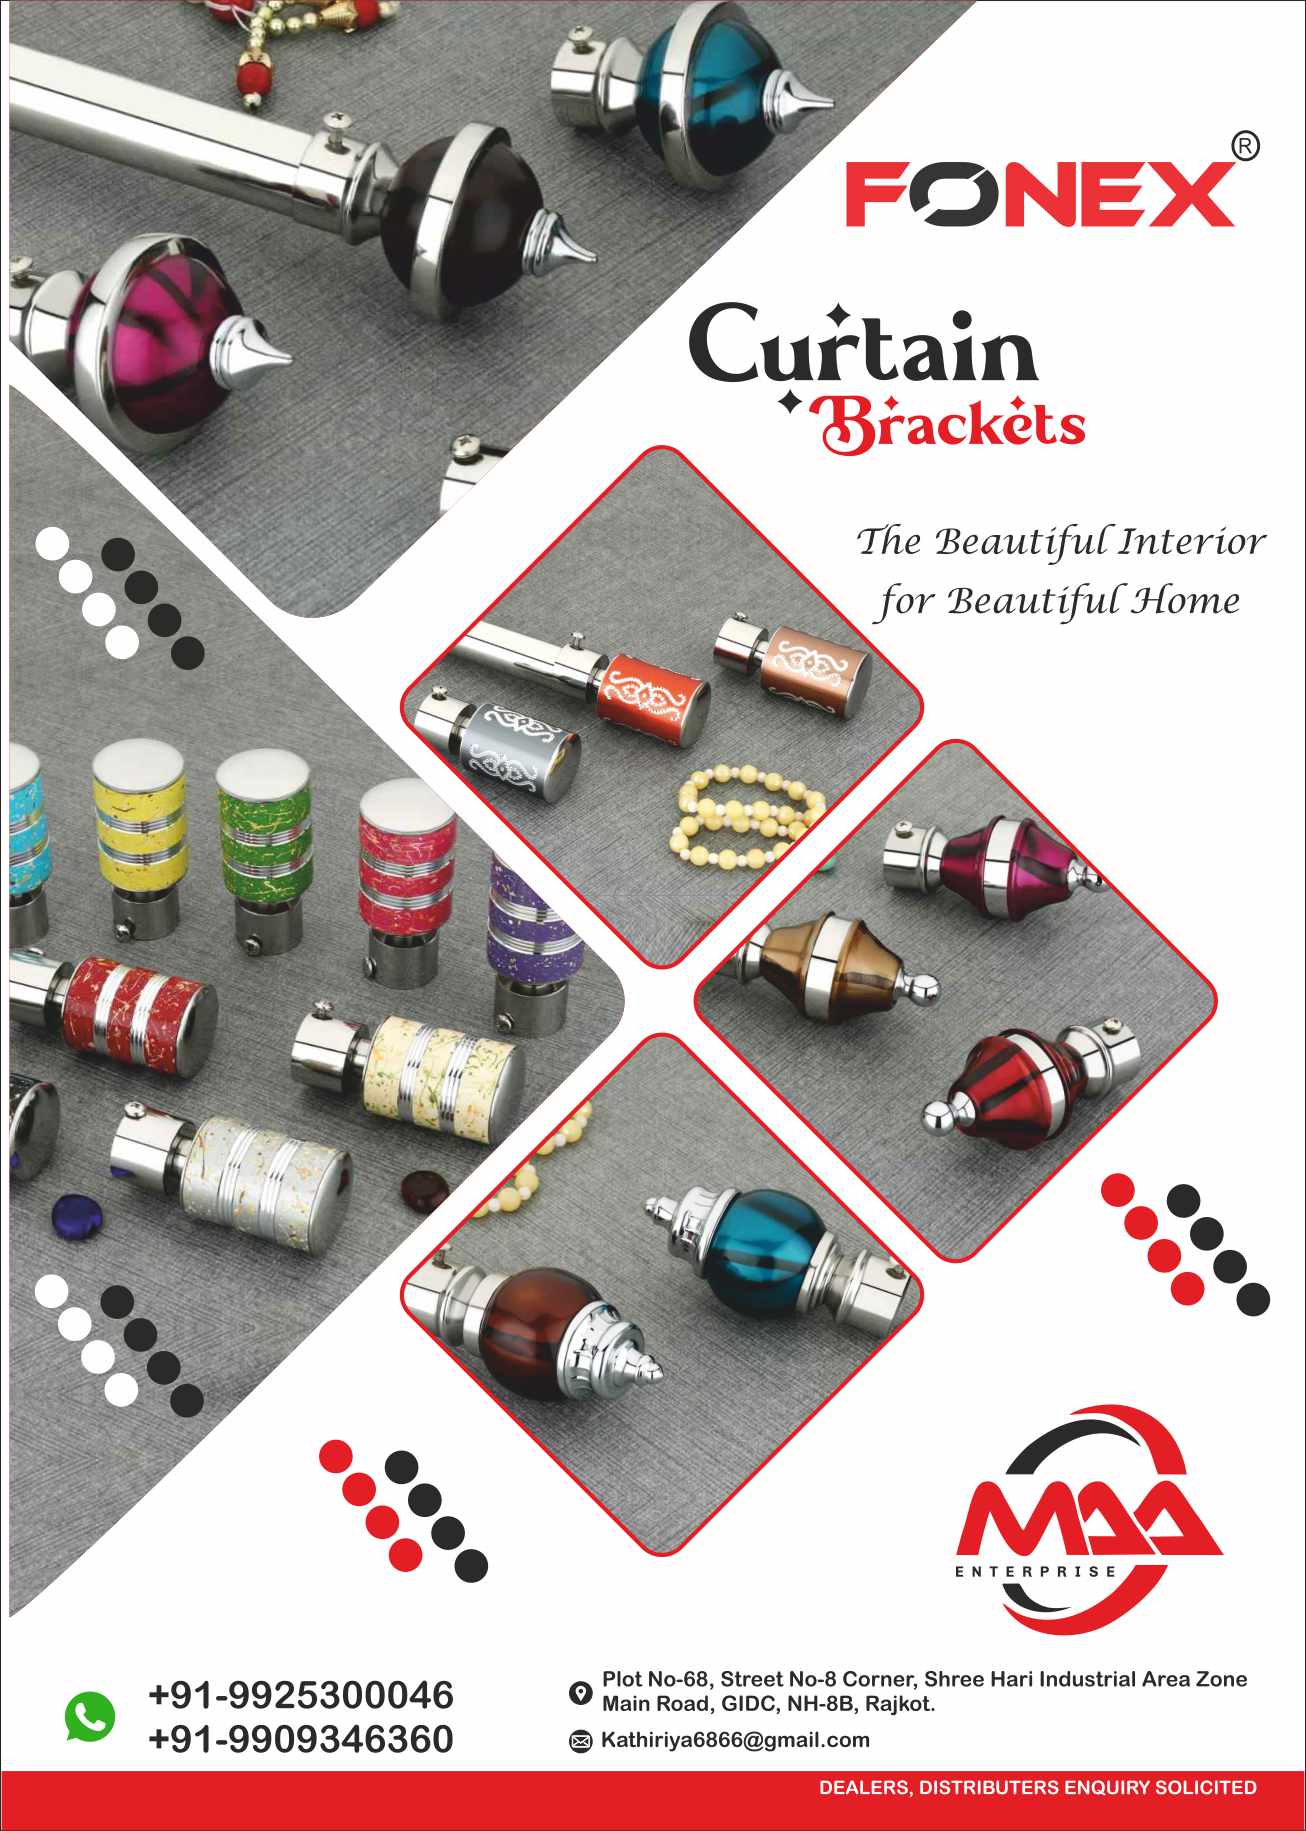 FONEX®
Curtain
Brackets
The Beautiful Interior
for Beautiful Home
MAA
ENTERPRISE
+91-9925300046
+91-9909346360
Plot No-68, Street No-8 Corner, Shree Hari Industrial Area Zone
Main Road, GIDC, NH-8B, Rajkot.
Kathiriya6866@gmail.com
DEALERS, DISTRIBUTERS ENQUIRY SOLICITED